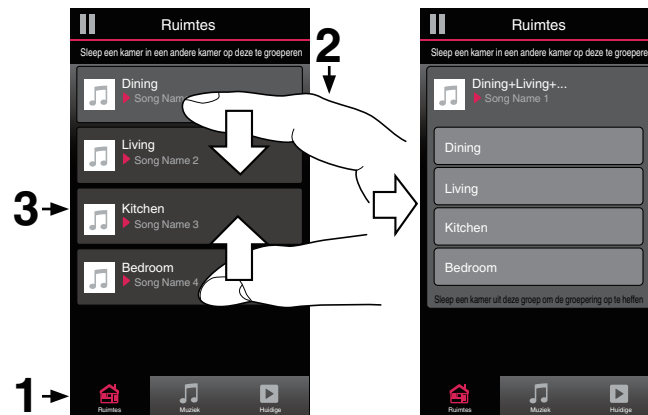 Ruimtes
Sleep een kamer in een andere kamer op deze te groeperen
2
Dining
Song Nam
Living
Song Name 2
3
Kitchen
Song Name 3
Bedroom
Song Name 4
1
Ruimtes
Muziek
Huidige
Ruimtes
Sleep een kamer in een andere kamer op deze te groepere
Dining+Living+...
Song Name 1
Dining
Living
Kitchen
Bedroom
Sleep een kamer uit deze groep om de groepering op te heffen
Ruimtes
Muziek
Huidige